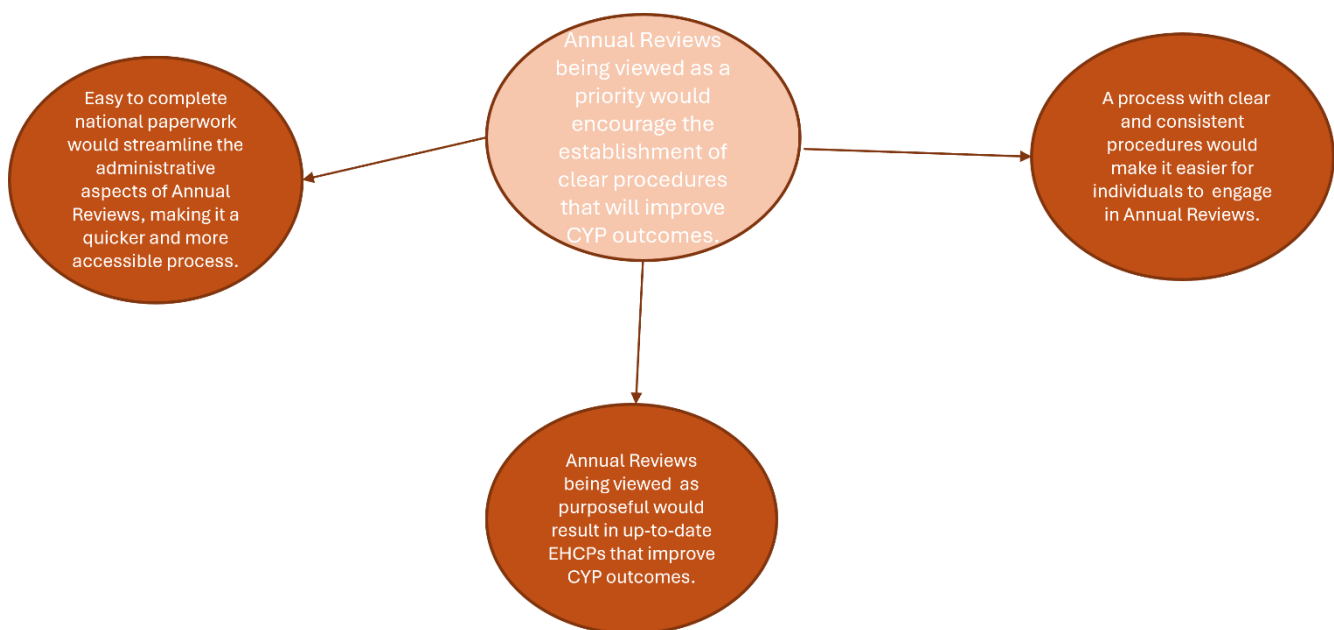 Annual Reviews
being viewed as a
priority would
encourage the
establishment of
clear procedures
that will improve
CYP outcomes.
Easy to complete
national paperwork
would streamline the
administrative
aspects of Annual
Reviews, making it a
quicker and more
accessible process.
A process with clear
and consistent
procedures would
make it easier for
individuals to  engage
in Annual Reviews.
Annual Reviews
being viewed  as
purposeful would
result in up-to-date
EHCPs that improve
CYP outcomes.